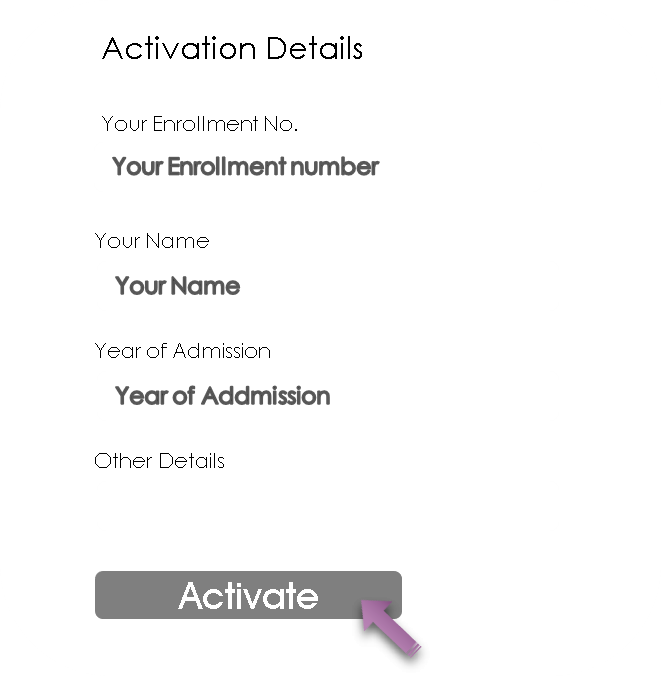 Activation Details
Your Enrollment No.
Your Enrollment number
Your Name
Your Name
Year of Admission
Year of Addmission
Other Details
Activate